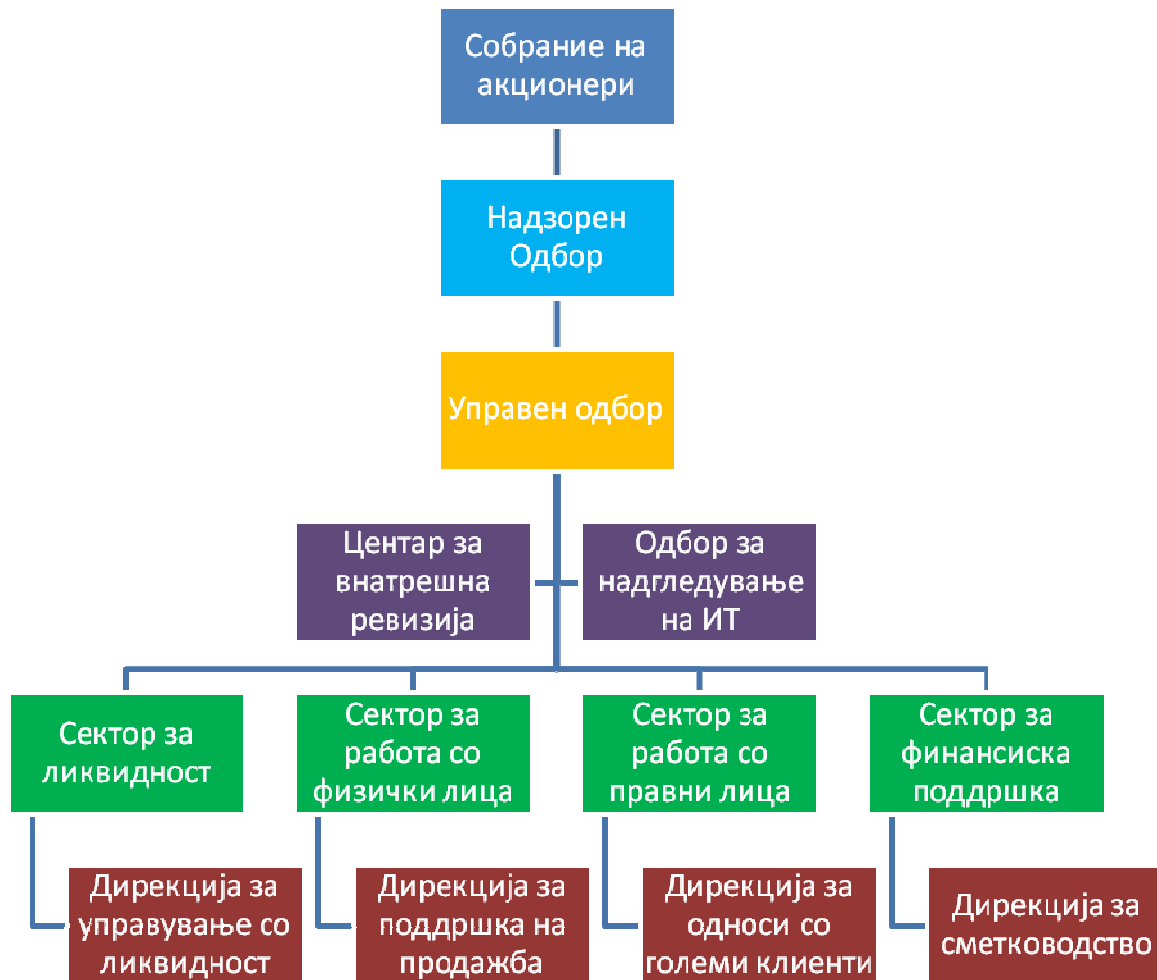 Собрание на
акционери
Надзорен
Одбор
Управен одбор
Центар за
внатрешна
ревизија
Одбор за
надгледување
на ИТ
Сектор за
ликвидност
Сектор за
работа со
физички лица
Сектор за
работа со
правни лица
Сектор за
финансиска
поддршка
Дирекција за
управување со
ликвидност
Дирекција за
поддршка на
продажба
Дирекција за
односи со
големи клиенти
Дирекција за
сметководство